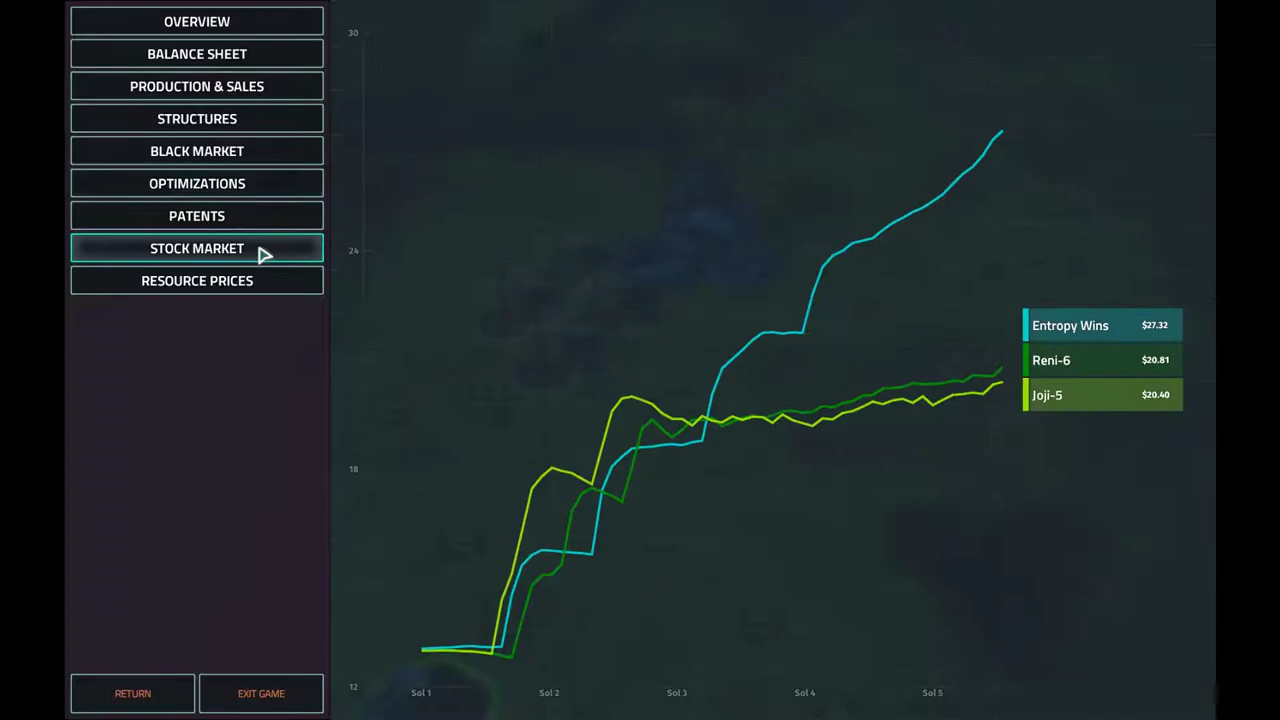 OVERVIEW
BALANCE SHEET
PRODUCTION & SALES
STRUCTURES
BLACK MARKET
OPTIMIZATIONS
PATENTS
STOCK MARKET
RESOURCE PRICES
RETURN
EXIT GAME
30
24
18
12
Sol 1
Sol 2
Sol 3
Sol 4
Sol 5
Entropy Wins $27.32
Reni-6 $20.81
Joji-5 $20.40